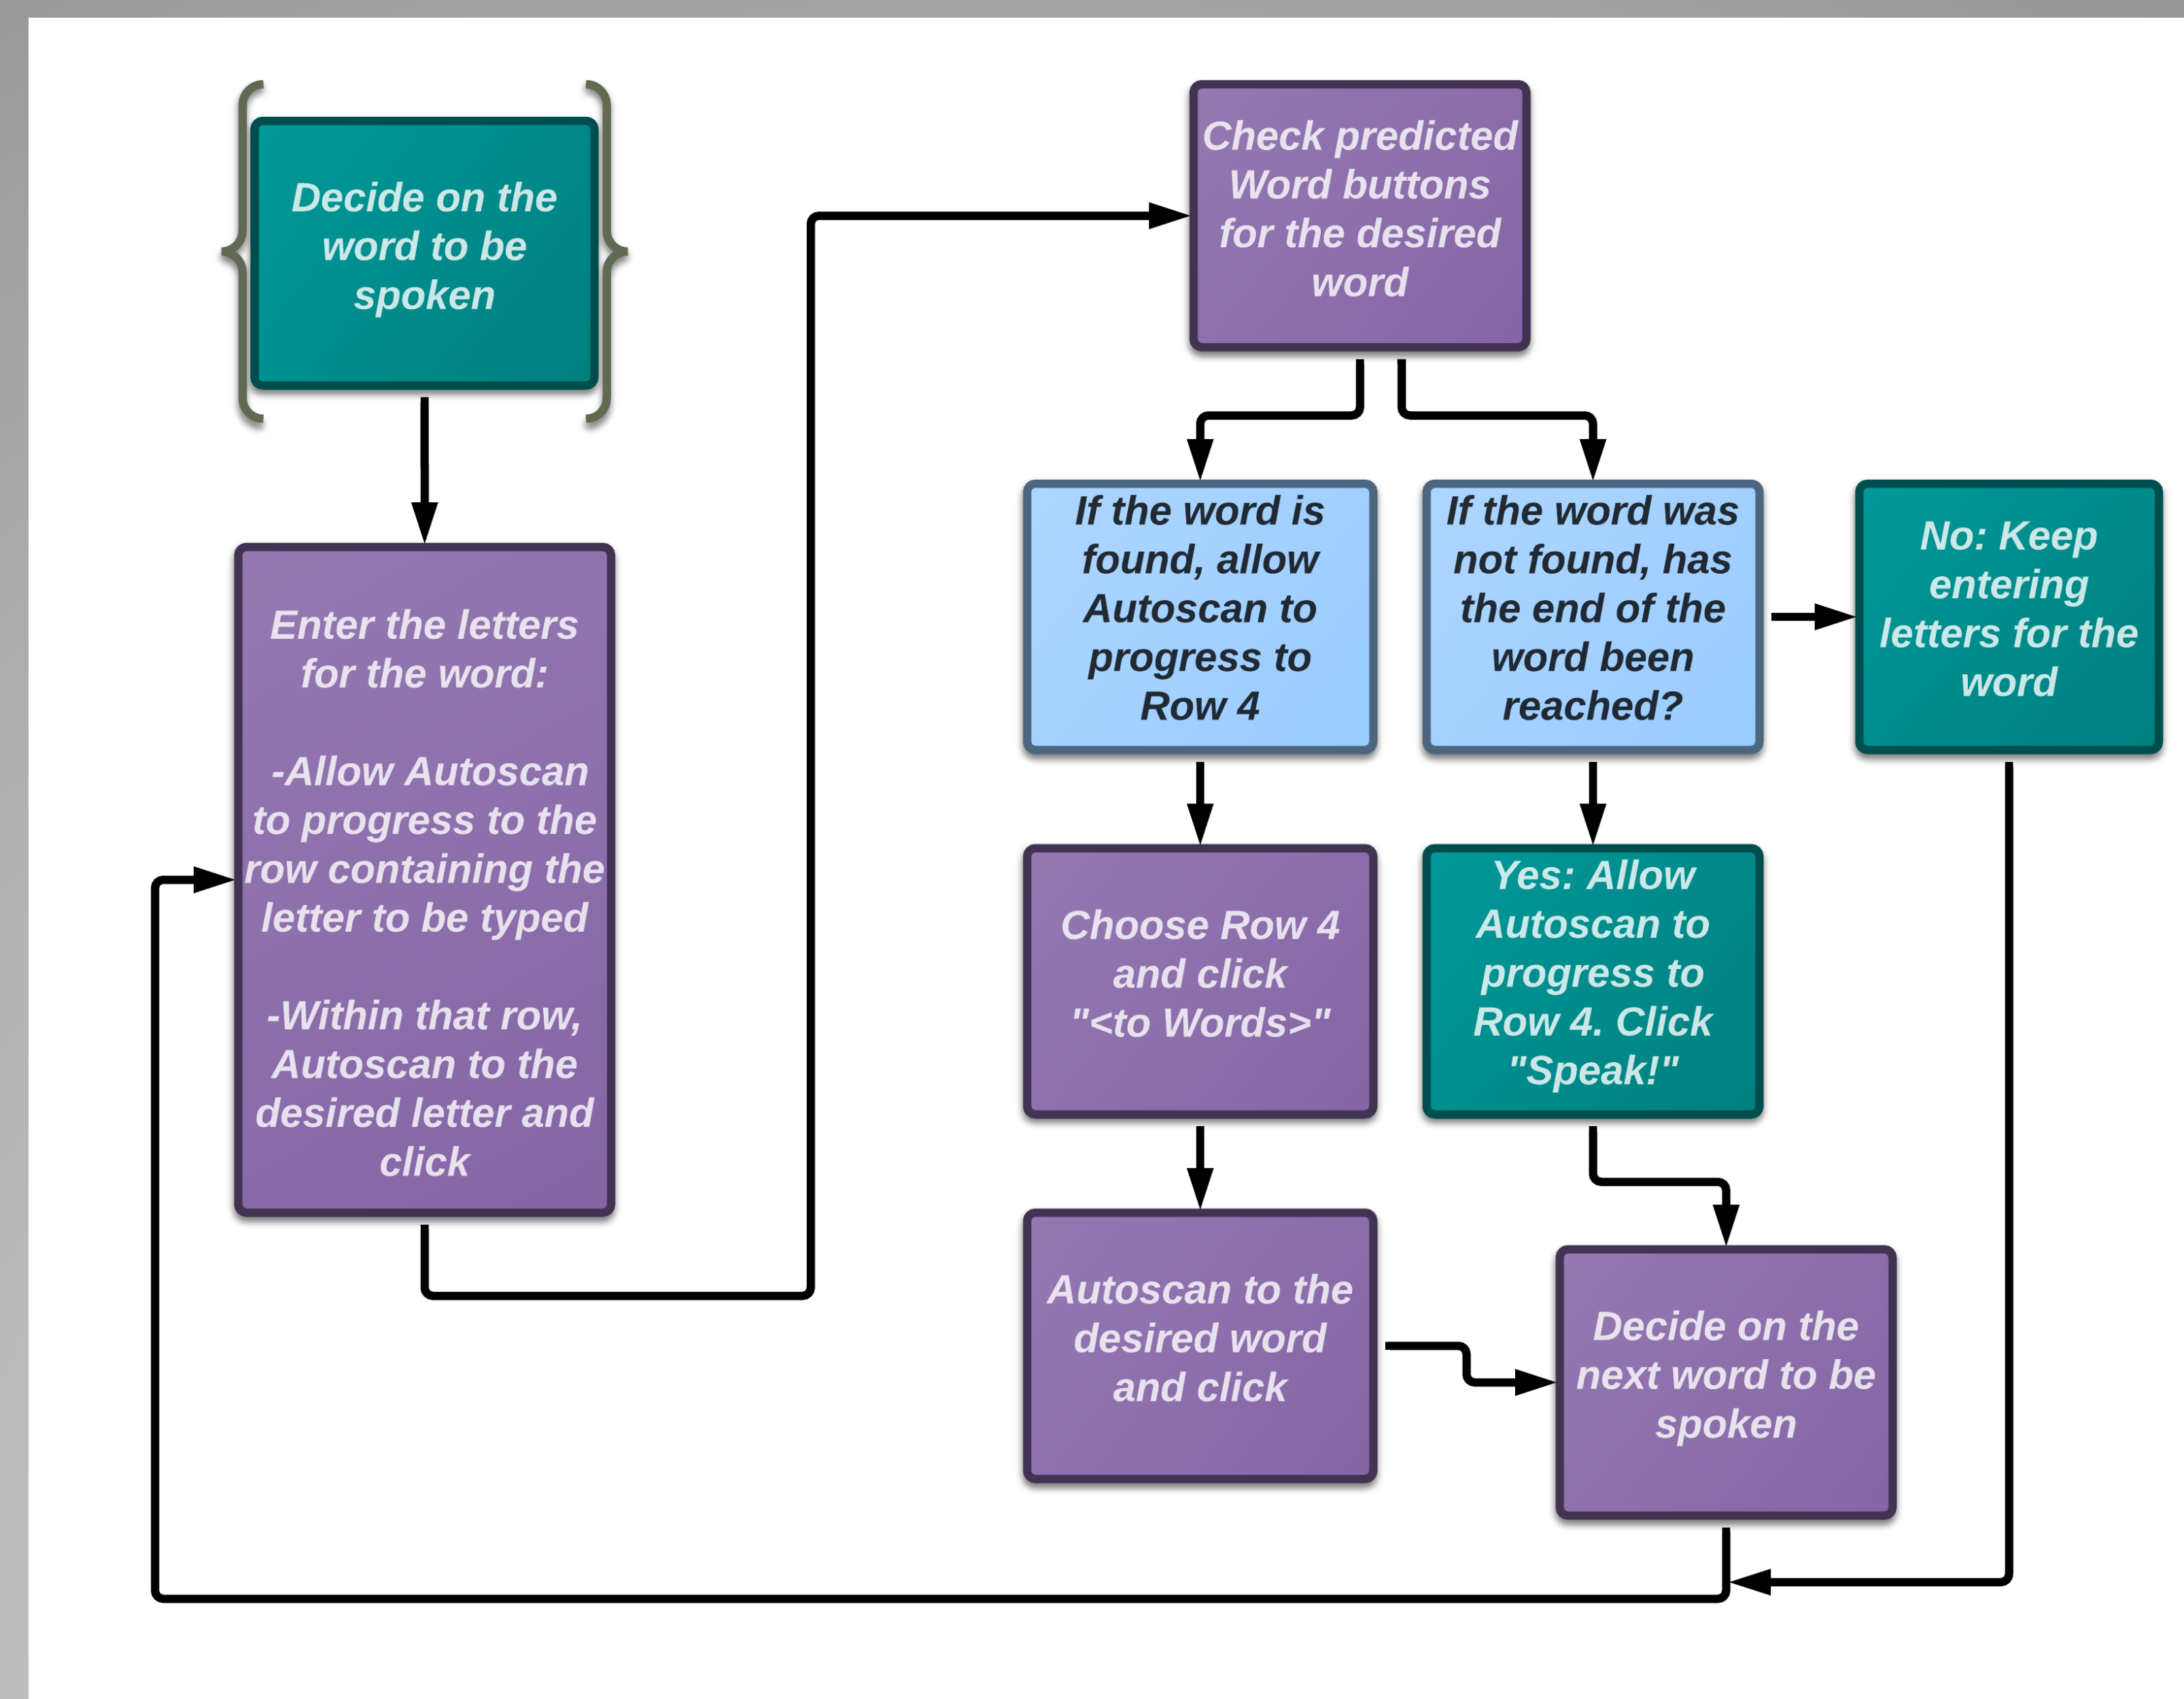 Decide on the
word to be
spoken
Enter the letters
for the word:
-Allow Autoscan
to progress to the
row containing the
letter to be typed
-Within that row,
Autoscan to the
desired letter and
click
Check predicted
Word buttons
for the desired
word
If the word is
found, allow
Autoscan to
progress to
Row 4
If the word was
not found, has
the end of the
word been
reached?
No: Keep
entering
letters for the
word
Choose Row 4
and click
"<to Words>"
Yes: Allow
Autoscan to
progress to
Row 4. Click
"Speak!"
Autoscan to the
desired word
and click
Decide on the
next word to be
spoken